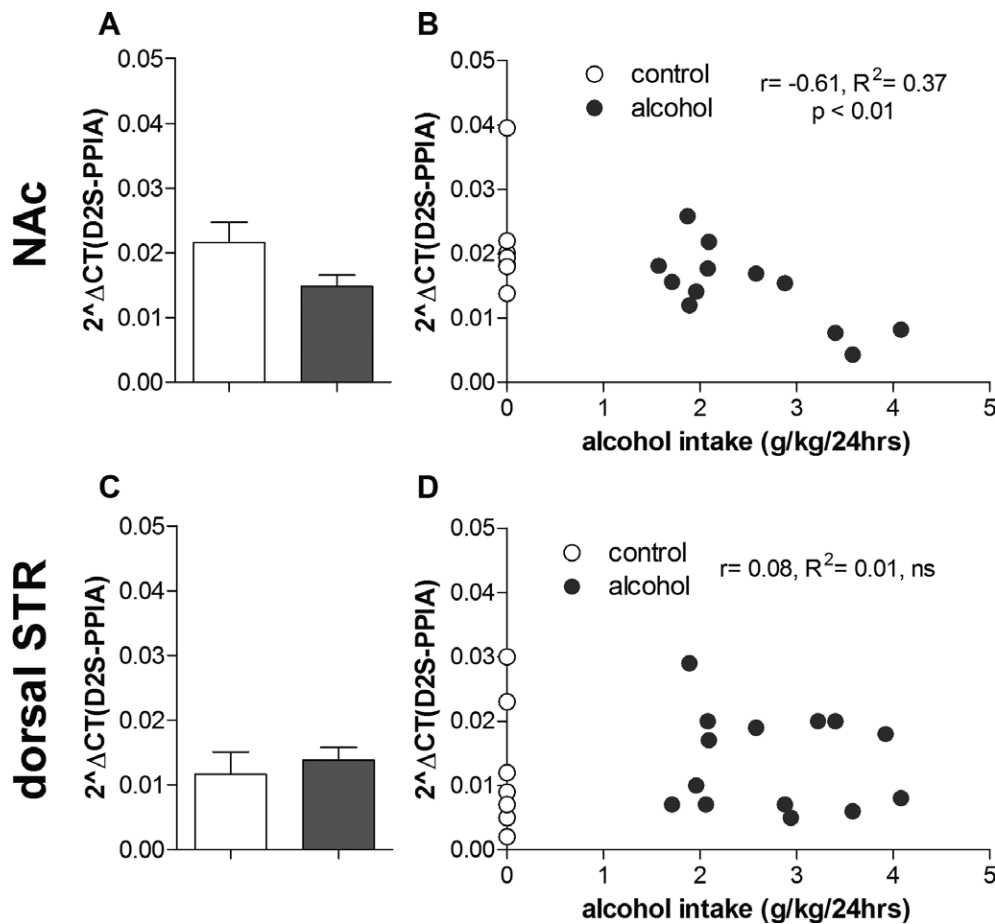 A
B
NAc
2^ΔCT(D2S-PPIA)
0.05
0.04
0.03
0.02
0.01
0.00
2^ΔCT(D2S-PPIA)
0.05
0.04
0.03
0.02
0.01
0.00
control
alcohol
r= -0.61, R²= 0.37
p < 0.01
0 1 2 3 4 5
alcohol intake (g/kg/24hrs)
C
D
dorsal STR
2^ΔCT(D2S-PPIA)
0.05
0.04
0.03
0.02
0.01
0.00
2^ΔCT(D2S-PPIA)
0.05
0.04
0.03
0.02
0.01
0.00
control
alcohol
r= 0.08, R²= 0.01, ns
0 1 2 3 4 5
alcohol intake (g/kg/24hrs)